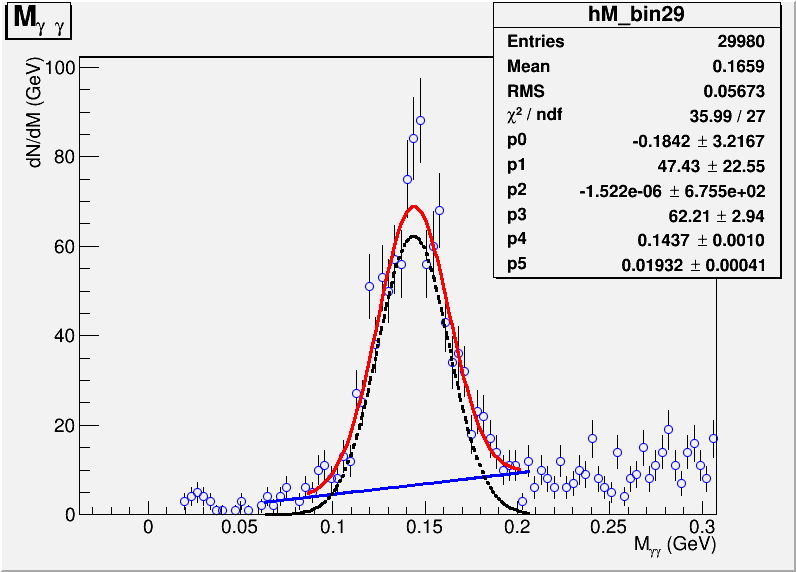 M γ γ
hM_bin29
Entries 29980
Mean 0.1659
RMS 0.05673
χ² / ndf 35.99 / 27
p0 -0.1842 ± 3.2167
p1 47.43 ± 22.55
p2 -1.522e-06 ± 6.755e+02
p3 62.21 ± 2.94
p4 0.1437 ± 0.0010
p5 0.01932 ± 0.00041
dN/dM (GeV)
100
80
60
40
20
0
0 0.05 0.1 0.15 0.2 0.25 0.3
M γγ (GeV)